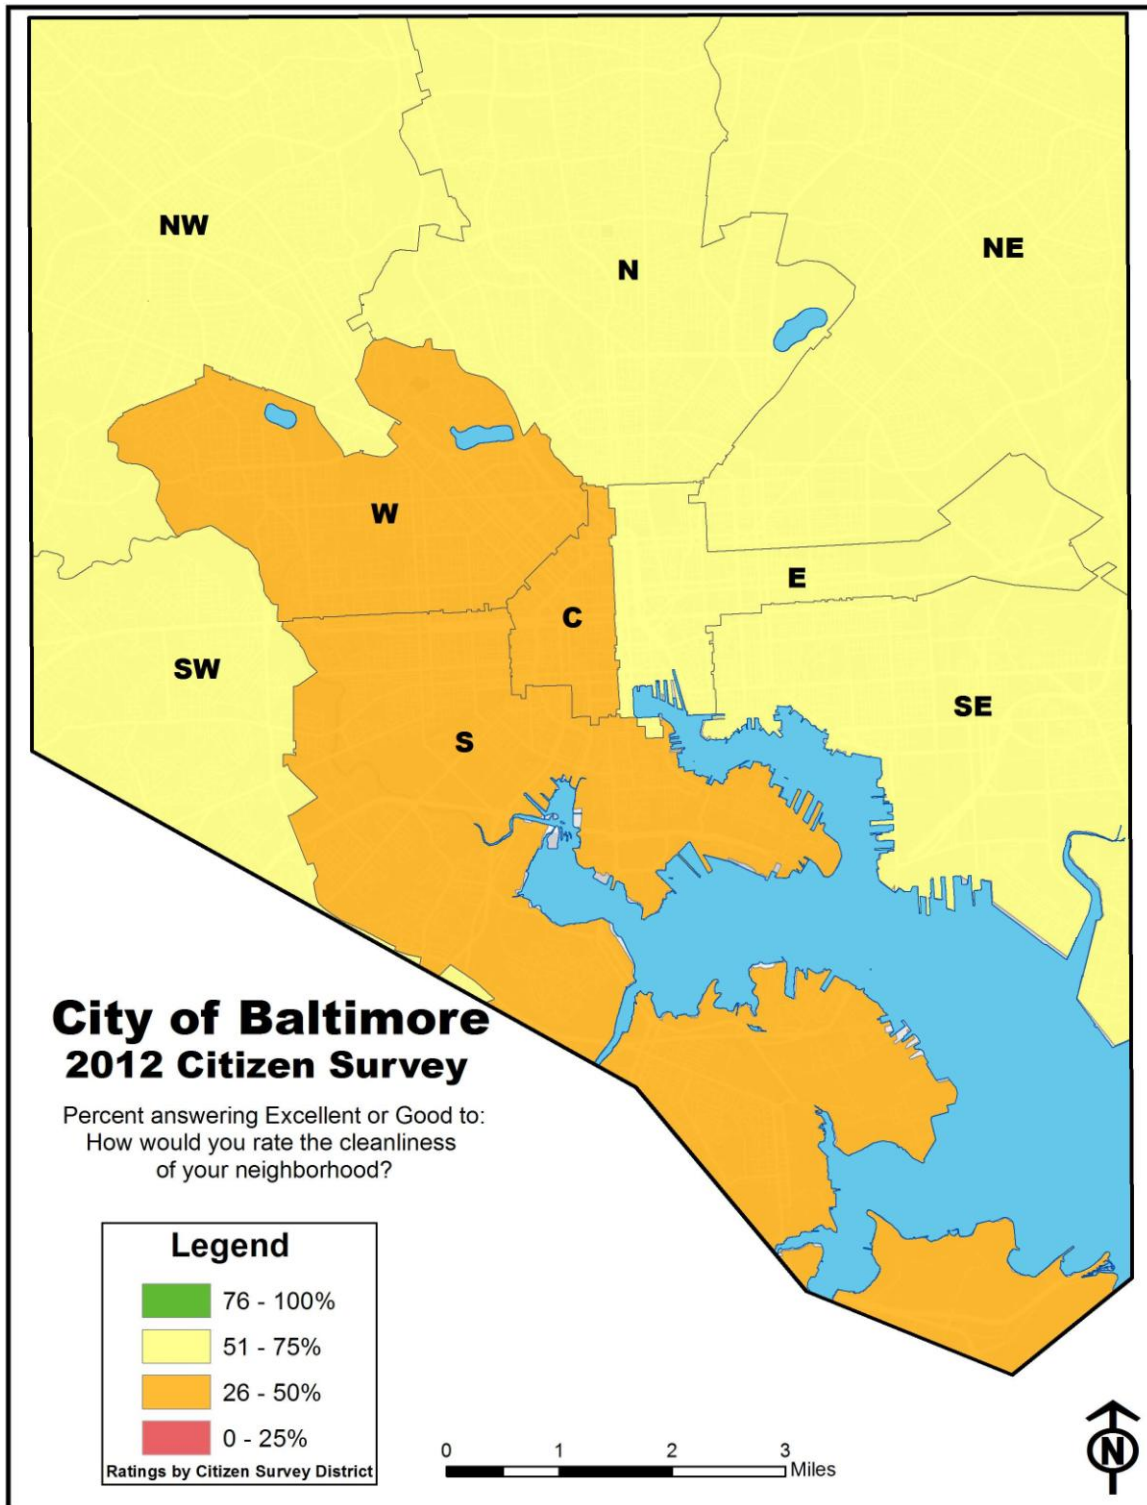 NW
N
NE
W
E
C
SW
SE
S
City of Baltimore
2012 Citizen Survey
Percent answering Excellent or Good to:
How would you rate the cleanliness
of your neighborhood?
Legend
76 - 100%
51 - 75%
26 - 50%
0 - 25%
Ratings by Citizen Survey District
0 1 2 3
Miles
N